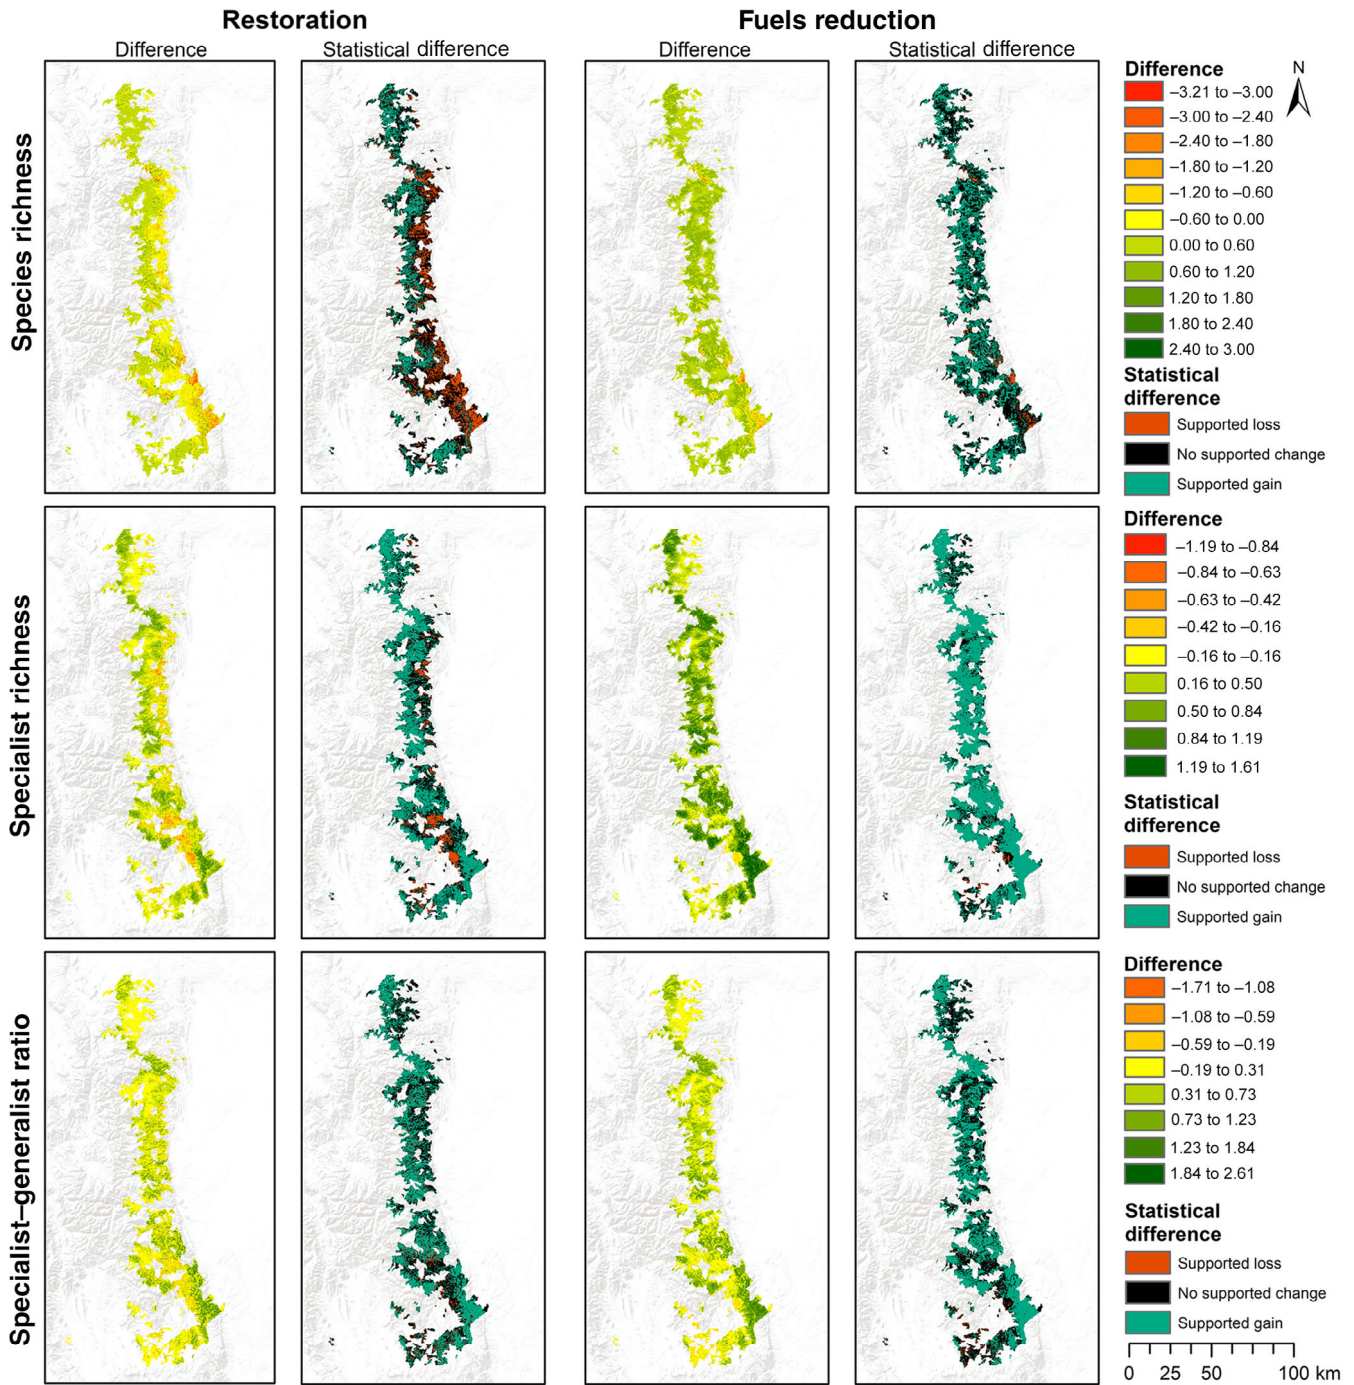 Restoration
Fuels reduction
Difference
Statistical difference
Difference
Statistical difference
Species richness
Difference
N
–3.21 to –3.00
–3.00 to –2.40
–2.40 to –1.80
–1.80 to –1.20
–1.20 to –0.60
–0.60 to 0.00
0.00 to 0.60
0.60 to 1.20
1.20 to 1.80
1.80 to 2.40
2.40 to 3.00
Statistical
difference
Supported loss
No supported change
Supported gain
Specialist richness
Difference
–1.19 to –0.84
–0.84 to –0.63
–0.63 to –0.42
–0.42 to –0.16
–0.16 to –0.16
0.16 to 0.50
0.50 to 0.84
0.84 to 1.19
1.19 to 1.61
Statistical
difference
Supported loss
No supported change
Supported gain
Specialist–generalist ratio
Difference
–1.71 to –1.08
–1.08 to –0.59
–0.59 to –0.19
–0.19 to 0.31
0.31 to 0.73
0.73 to 1.23
1.23 to 1.84
1.84 to 2.61
Statistical
difference
Supported loss
No supported change
Supported gain
0 25 50 100 km